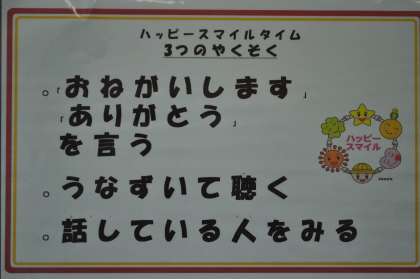 ハッピースマイルタイム
3つのやくそく
。「おねがいします」
「ありがとう」
を言う
。うなずいて聴く
。話している人をみる
ハッピー
スマイル